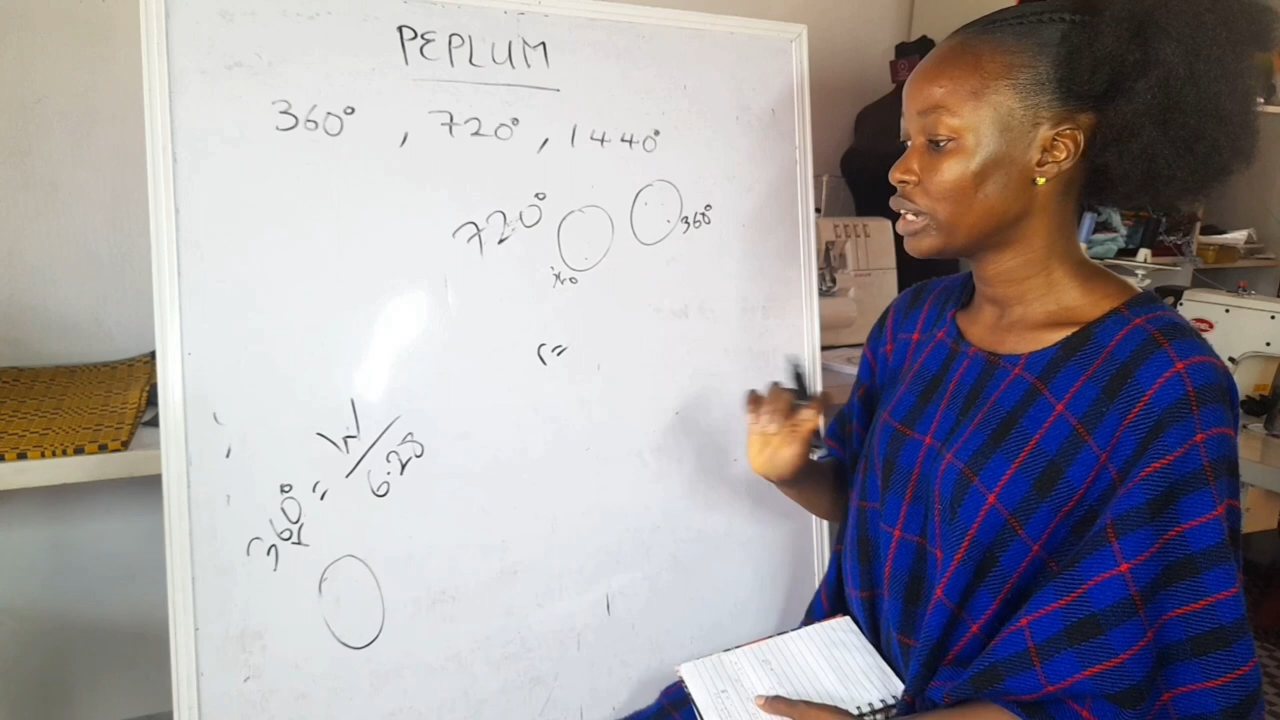 PEPLUM
360° , 720° , 1440°
720°
360°
r=
360° = W/6.28